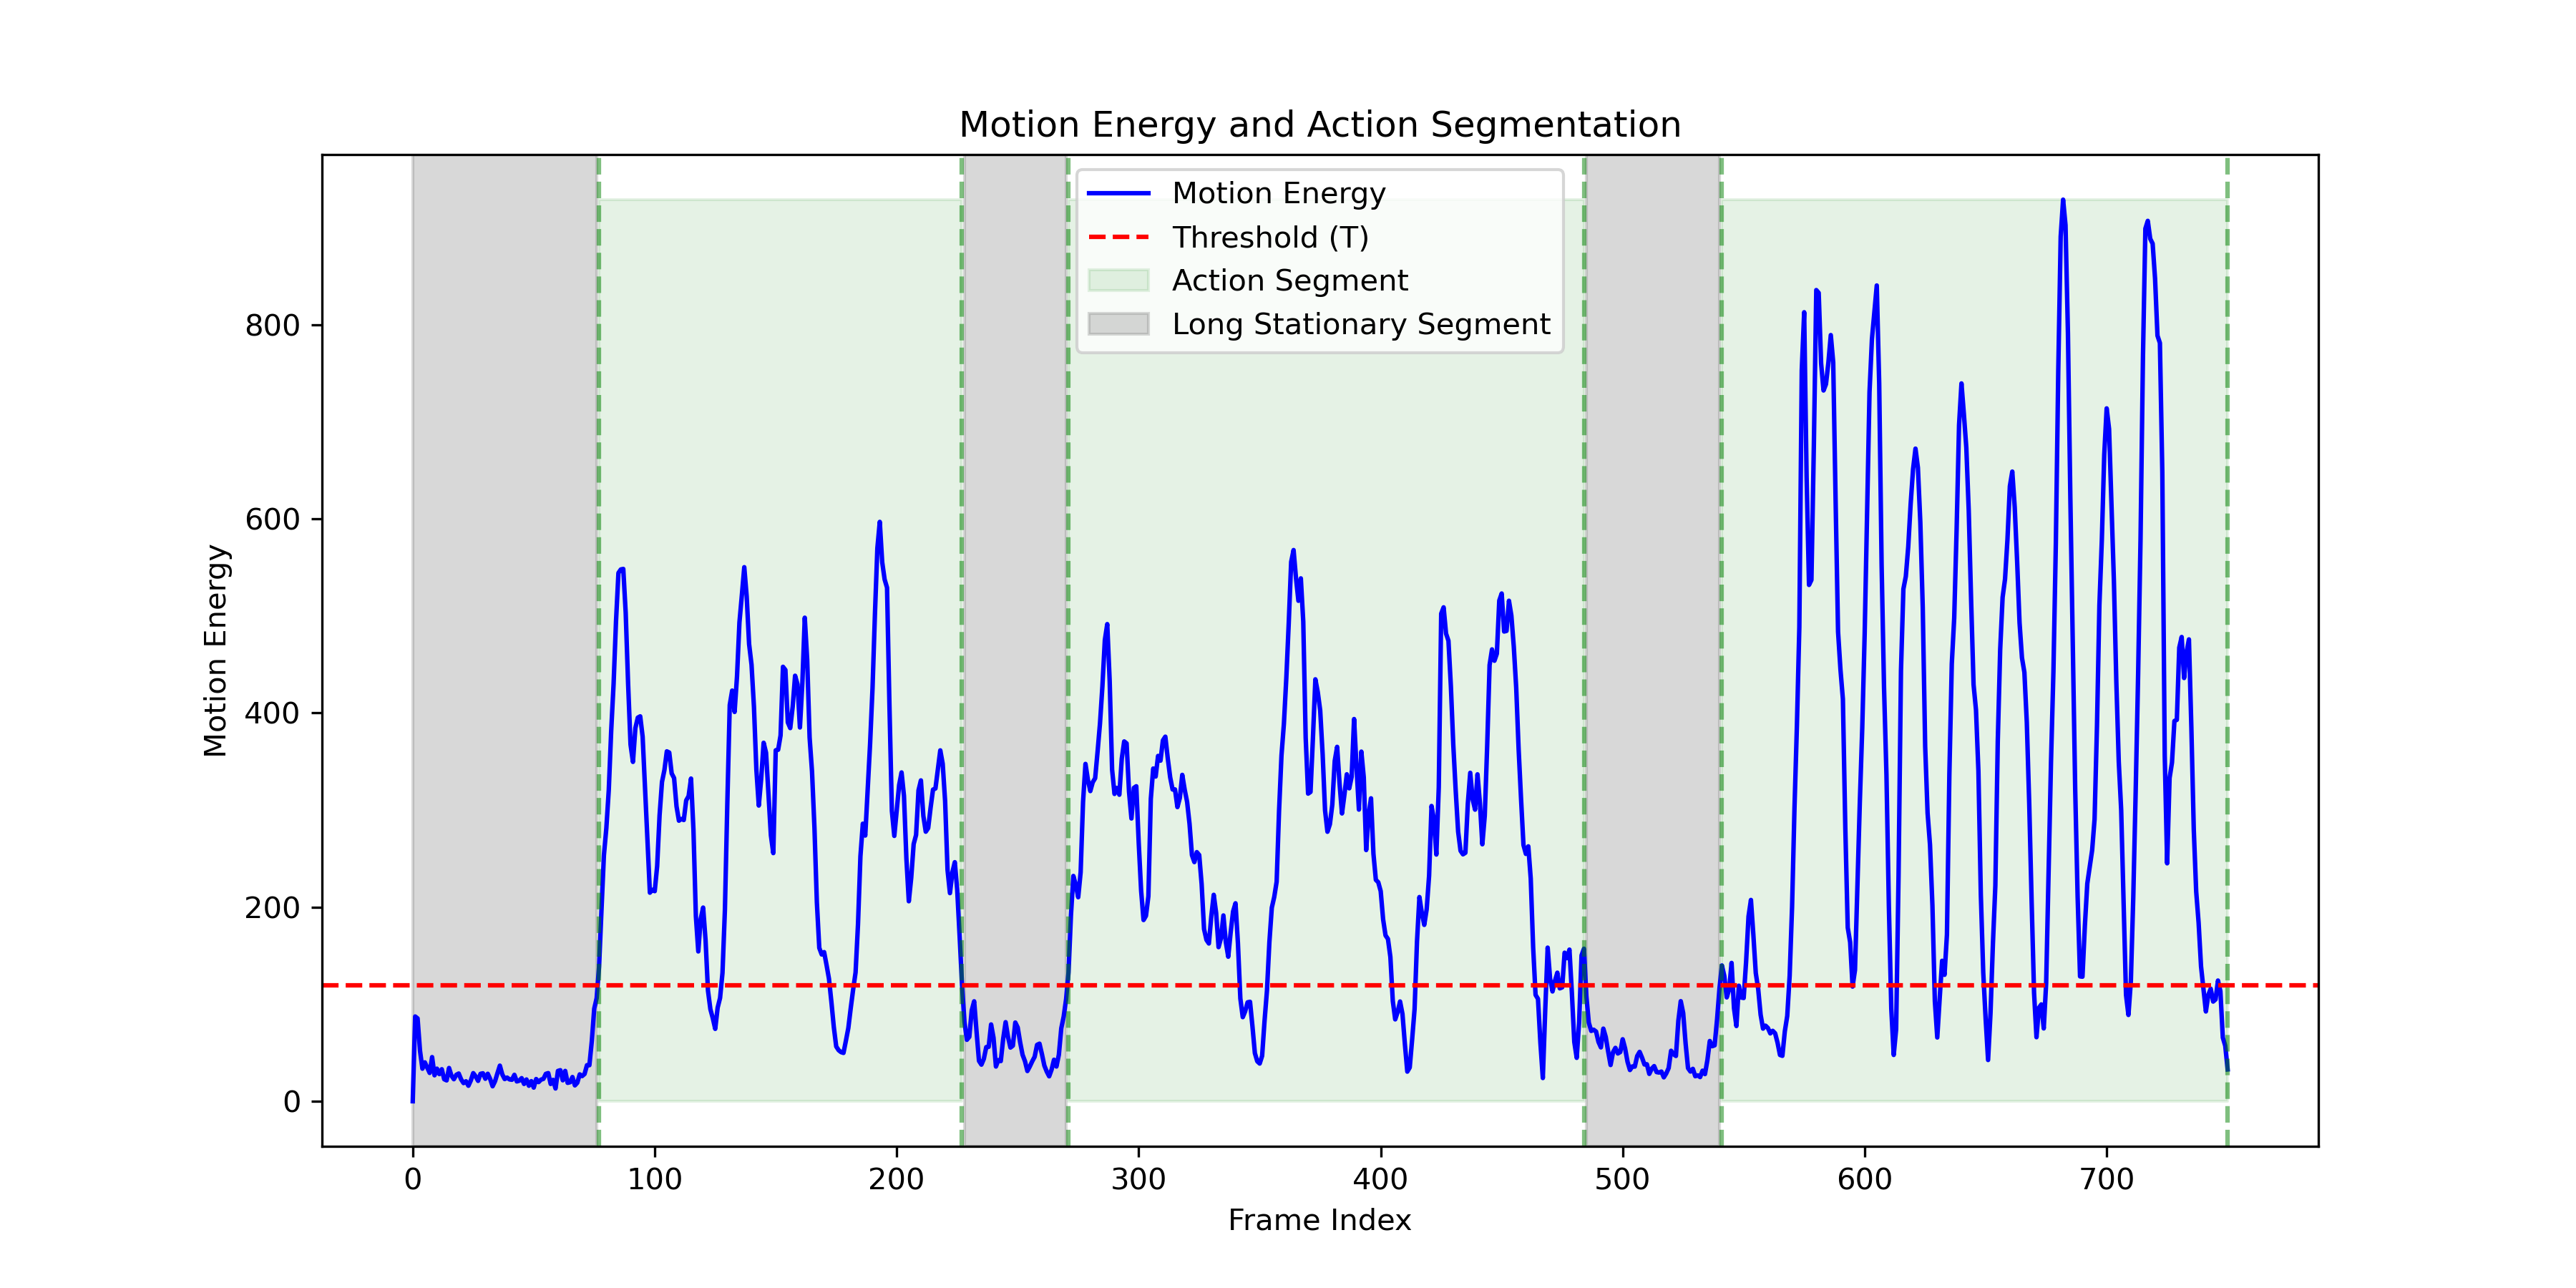 Motion Energy and Action Segmentation
Motion Energy
Threshold (T)
Action Segment
Long Stationary Segment
Motion Energy
800
600
400
200
0
0 100 200 300 400 500 600 700
Frame Index